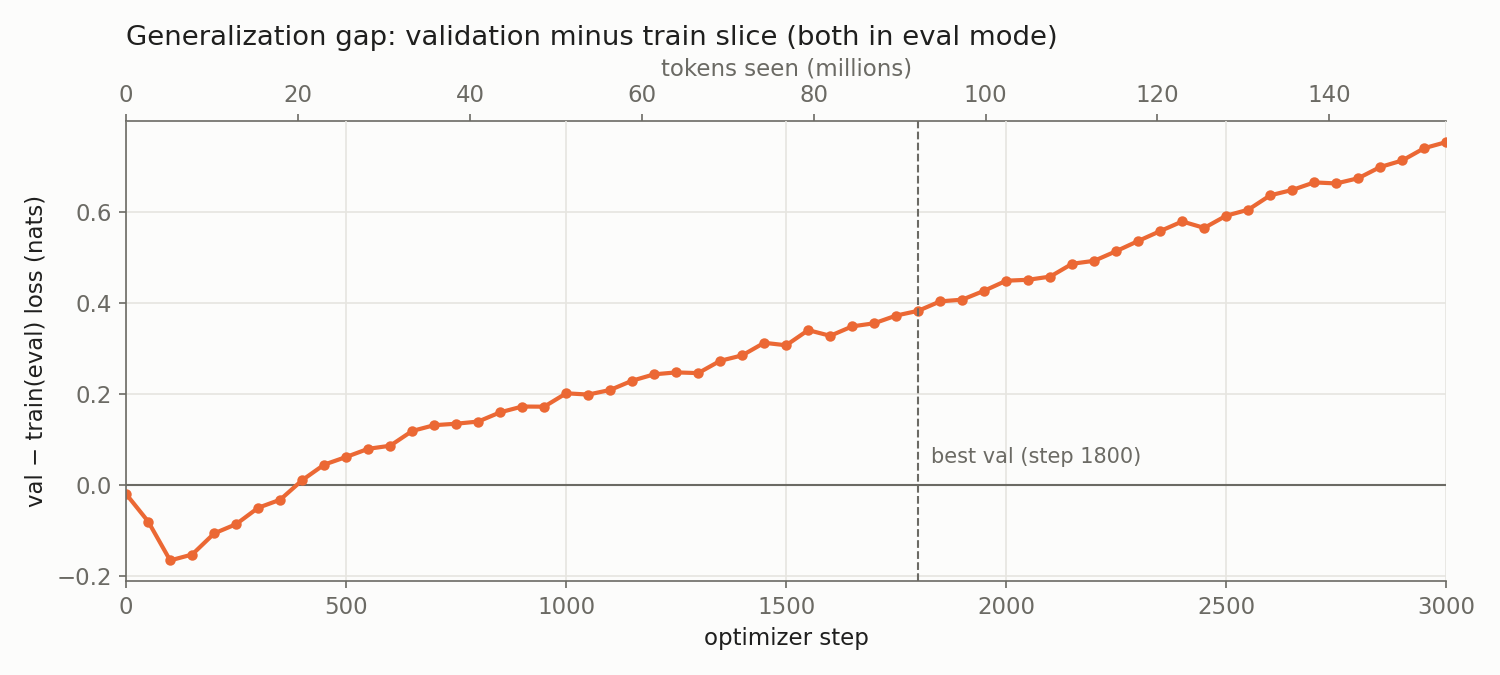 Generalization gap: validation minus train slice (both in eval mode)
tokens seen (millions)
0 20 40 60 80 100 120 140
val − train(eval) loss (nats)
0.6
0.4
0.2
0.0
−0.2
best val (step 1800)
0 500 1000 1500 2000 2500 3000
optimizer step